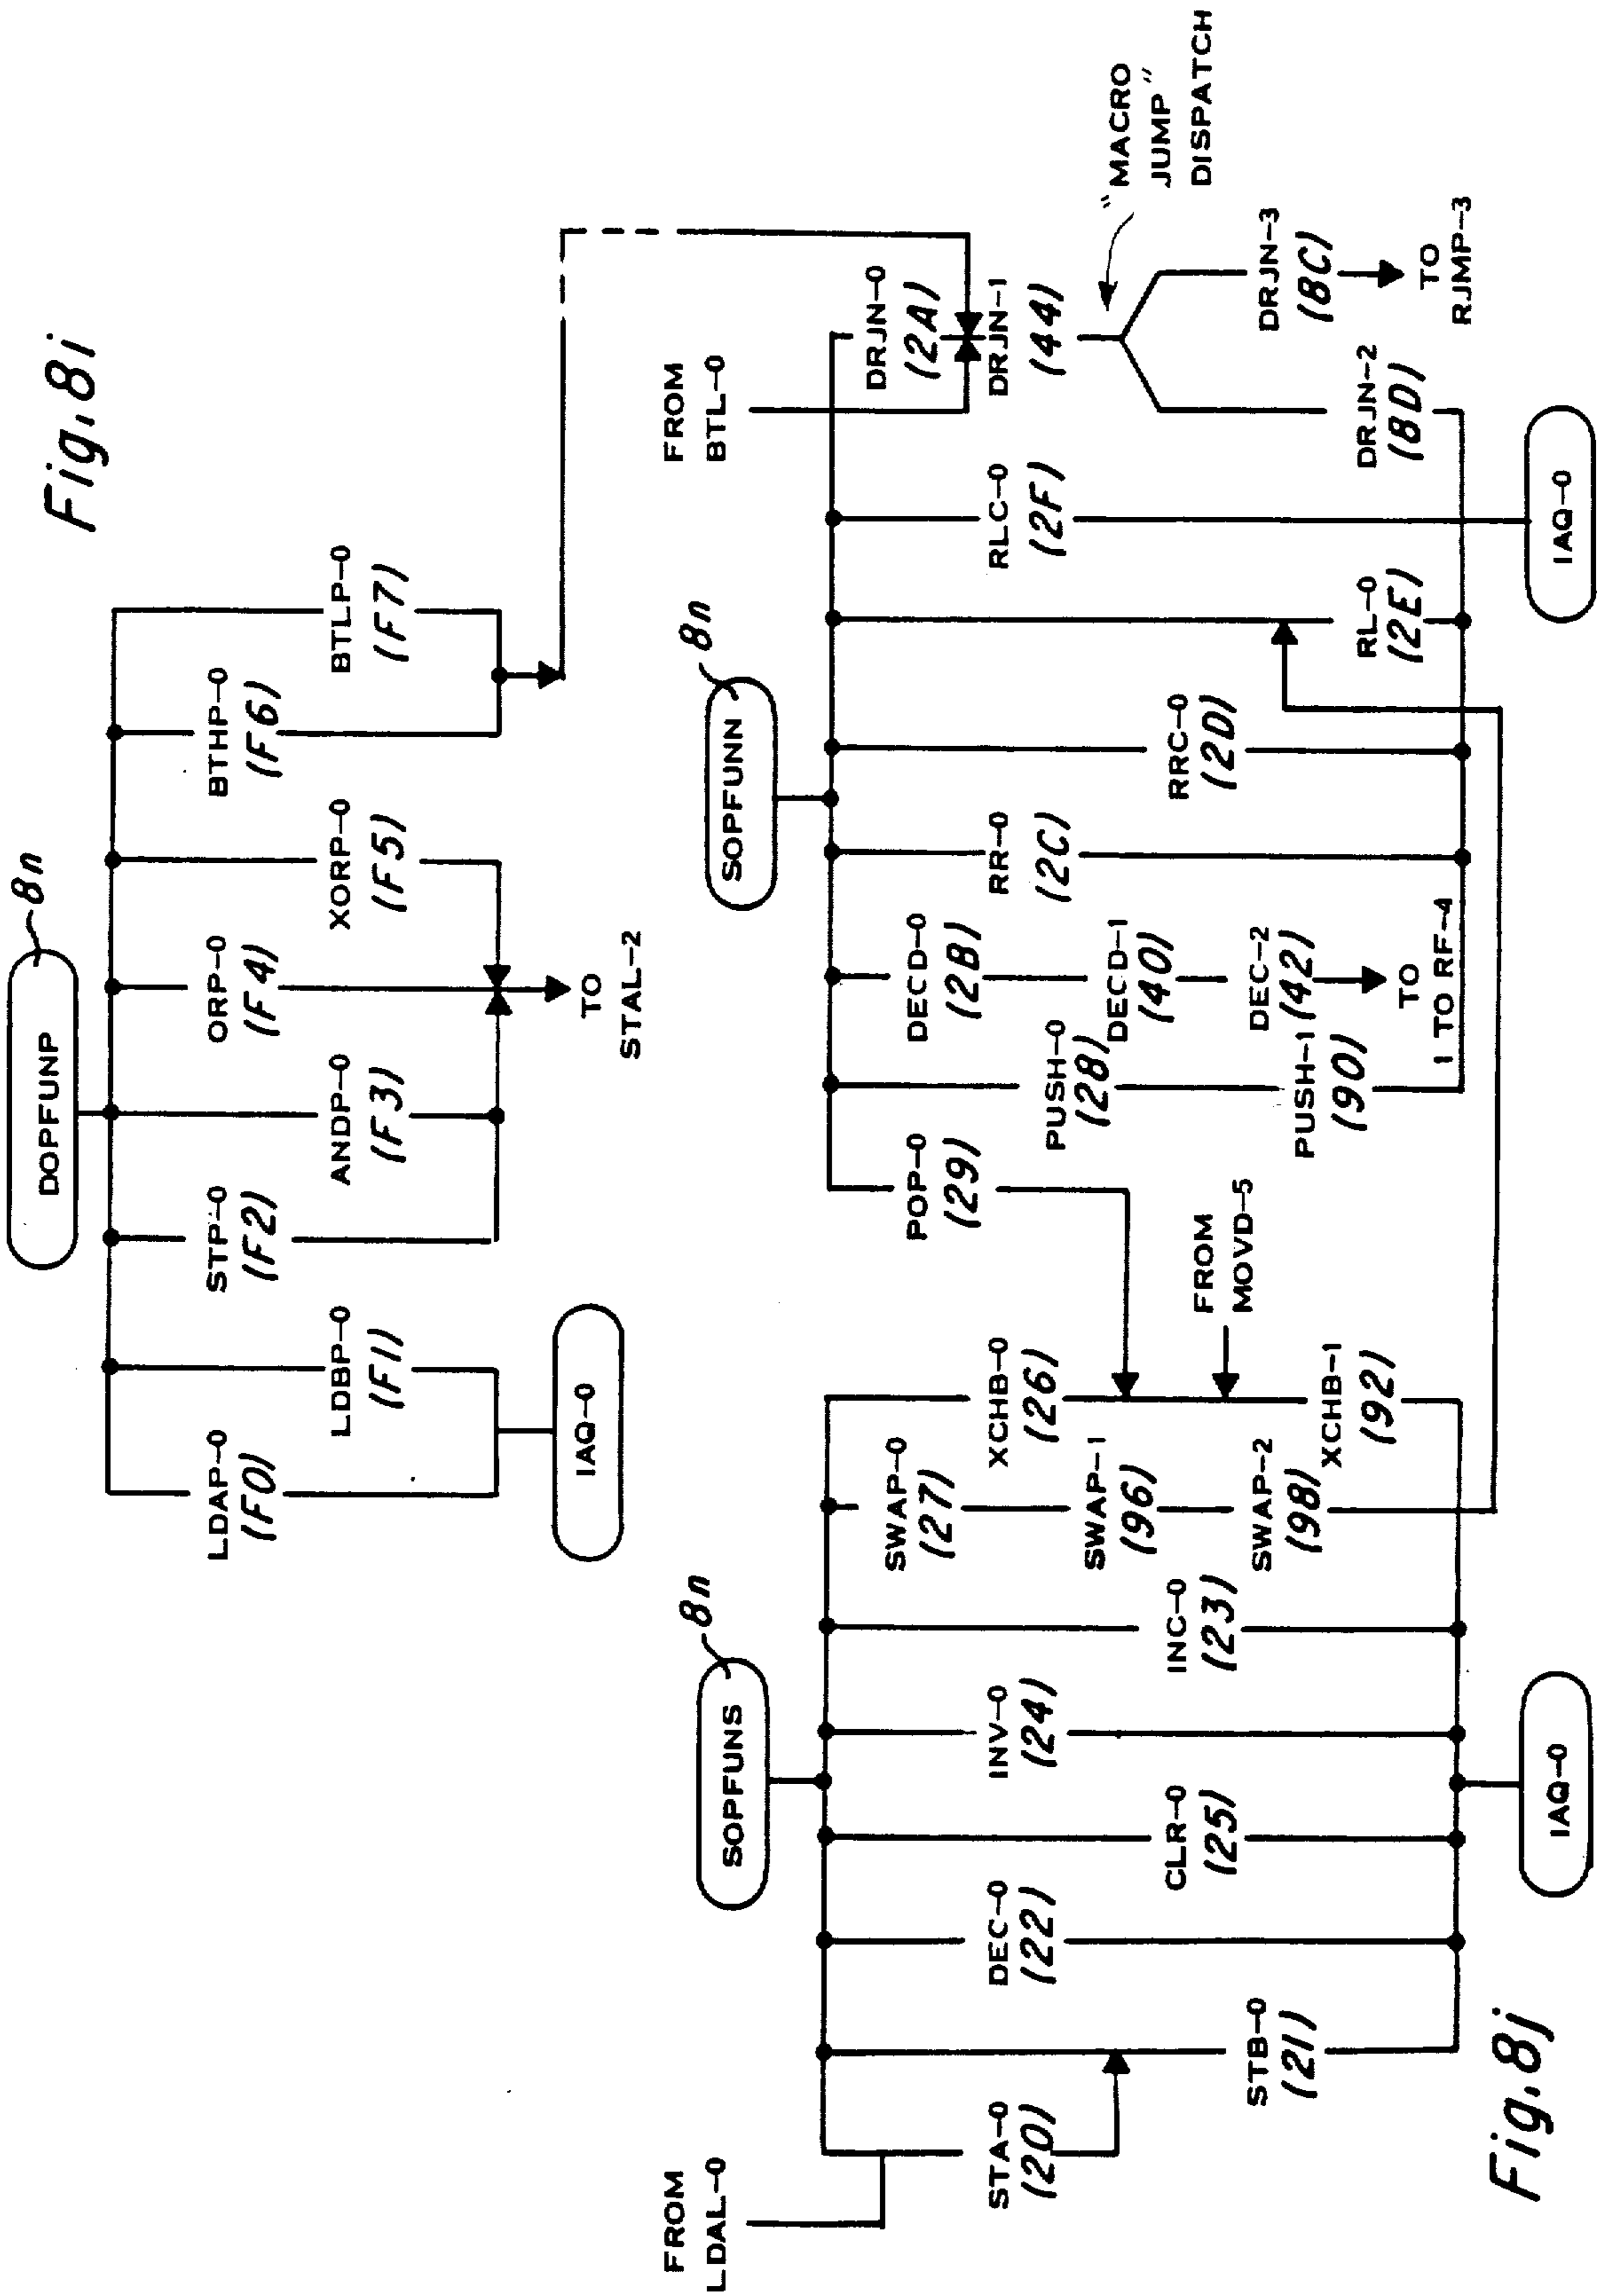 Fig.8i
DOPFUNP
8n
LDAP-0
(F0)
LDBP-0
(F1)
STP-0
(F2)
ANDP-0
(F3)
ORP-0
(F4)
XORP-0
(F5)
BTHP-0
(F6)
BTLP-0
(F7)
IAQ-0
TO
STAL-2
FROM
LDAL-0
SOPFUNS
8n
STA-0
(20)
STB-0
(21)
DEC-0
(22)
CLR-0
(25)
INV-0
(24)
INC-0
(23)
SWAP-0
(27)
SWAP-1
(96)
SWAP-2
(98)
XCHB-0
(26)
XCHB-1
(92)
FROM
MOVD-5
IAQ-0
SOPFUNN
8n
POP-0
(29)
PUSH-0
(28)
PUSH-1
(90)
DECD-0
(2B)
DECD-1
(40)
DEC-2
(42)
TO
1 TO RF-4
RR-0
(2C)
RRC-0
(2D)
RL-0
(2E)
RLC-0
(2F)
FROM
BTL-0
DRJN-0
(2A)
DRJN-1
(44)
"MACRO
JUMP"
DISPATCH
DRJN-2
(8D)
DRJN-3
(8C)
TO
RJMP-3
IAQ-0
Fig.8j